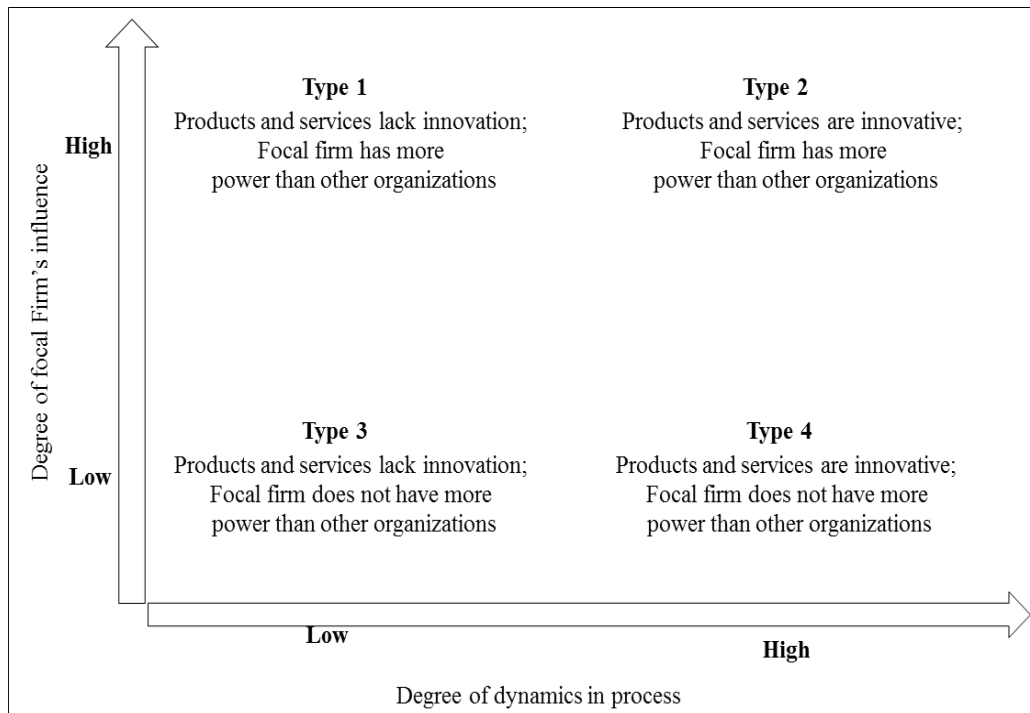 Degree of focal Firm's influence
High
Low
Type 1
Products and services lack innovation;
Focal firm has more
power than other organizations
Type 2
Products and services are innovative;
Focal firm has more
power than other organizations
Type 3
Products and services lack innovation;
Focal firm does not have more
power than other organizations
Type 4
Products and services are innovative;
Focal firm does not have more
power than other organizations
Low
High
Degree of dynamics in process